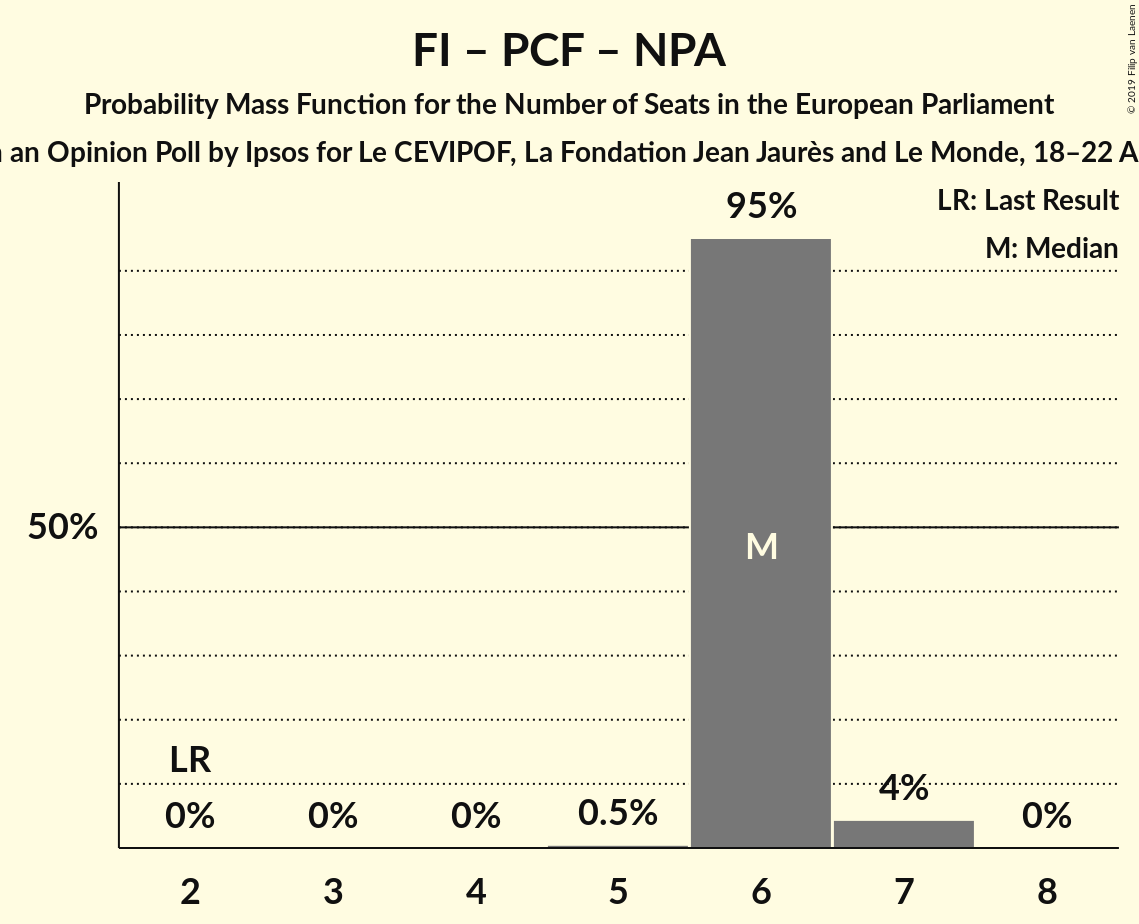 FI – PCF – NPA
Probability Mass Function for the Number of Seats in the European Parliament
an Opinion Poll by Ipsos for Le CEVIPOF, La Fondation Jean Jaurès and Le Monde, 18–22 A
© 2019 Filip van Laenen
LR: Last Result
M: Median
95%
50%
M
LR
0% 0% 0% 0.5% 4% 0%
2 3 4 5 6 7 8